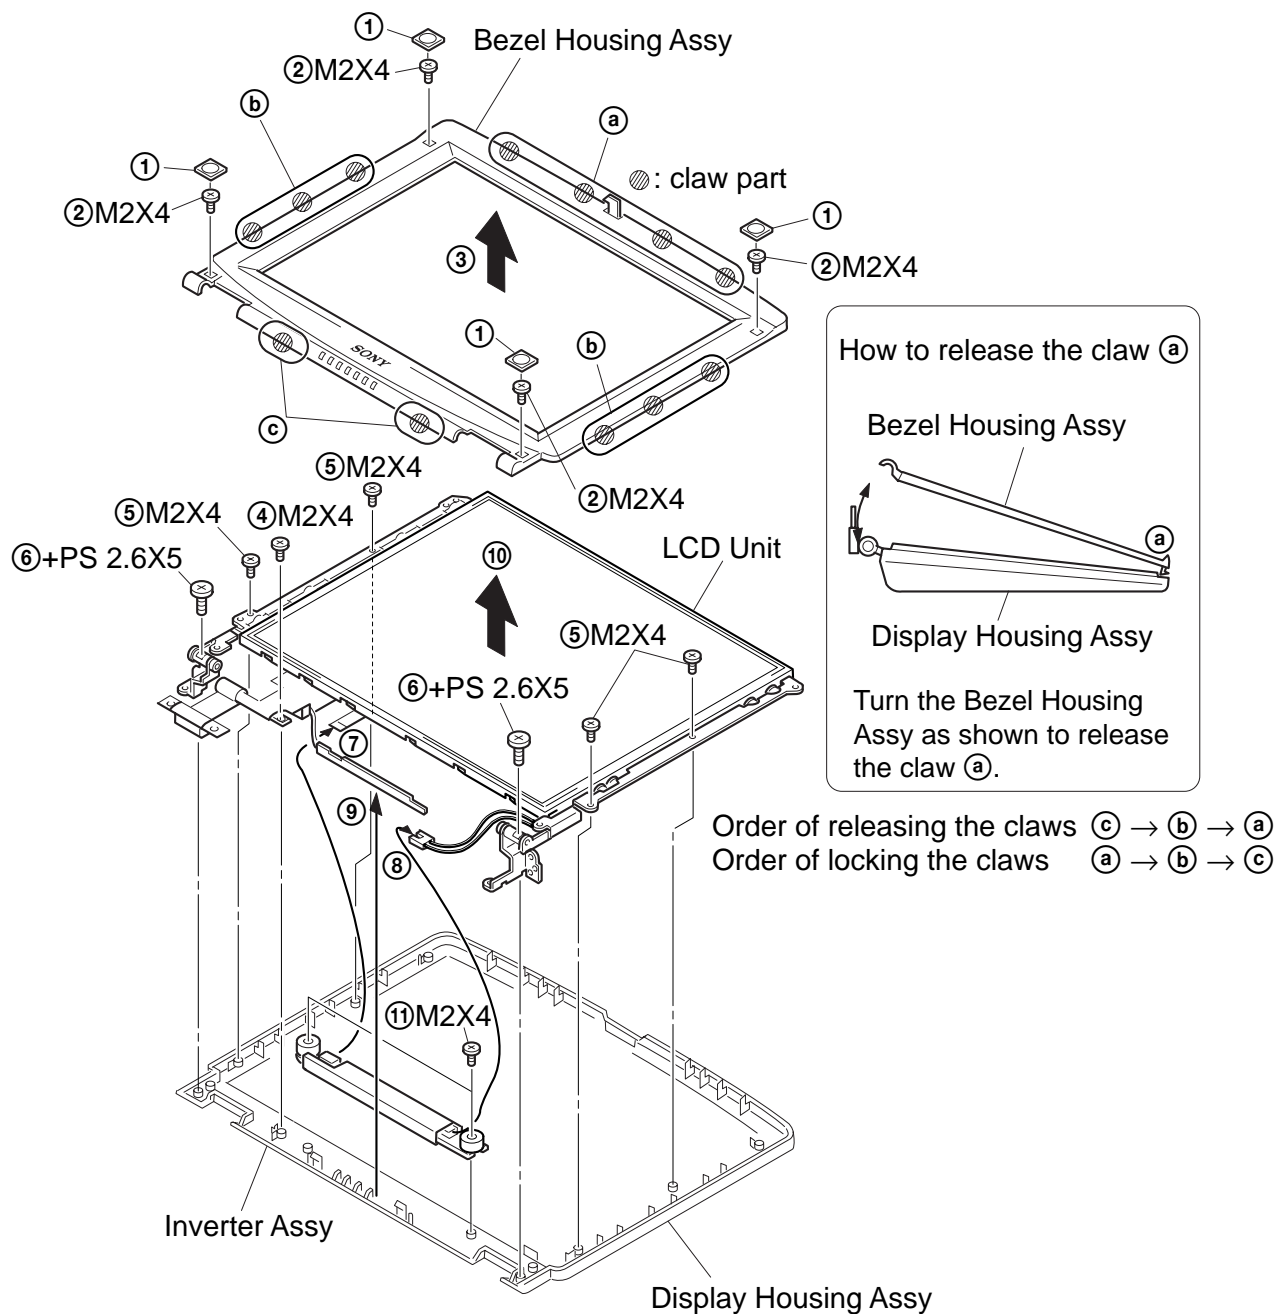 ①
Bezel Housing Assy
②M2X4
ⓑ
ⓐ
①
: claw part
②M2X4
①
③
②M2X4
①
ⓑ
SONY
ⓒ
②M2X4
How to release the claw ⓐ
Bezel Housing Assy
ⓐ
Display Housing Assy
Turn the Bezel Housing
Assy as shown to release
the claw ⓐ.
⑤M2X4
⑤M2X4
④M2X4
⑥+PS 2.6X5
LCD Unit
⑩
⑤M2X4
⑥+PS 2.6X5
⑦
⑨
⑧
Order of releasing the claws ⓒ → ⓑ → ⓐ
Order of locking the claws ⓐ → ⓑ → ⓒ
⑪M2X4
Inverter Assy
Display Housing Assy